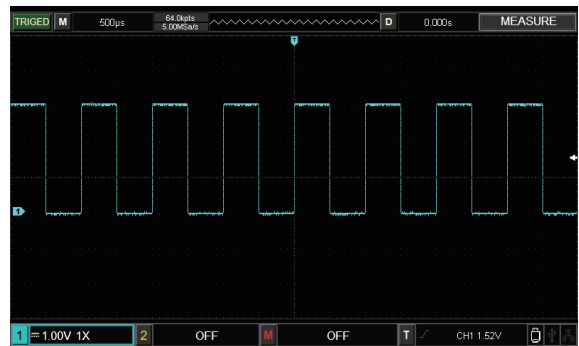 TRIGED M 500μs 64.0kpts D 0.000s MEASURE
5.00MSa/s
T
1
1 1.00V 1X 2 OFF M OFF T CH1 1.52V